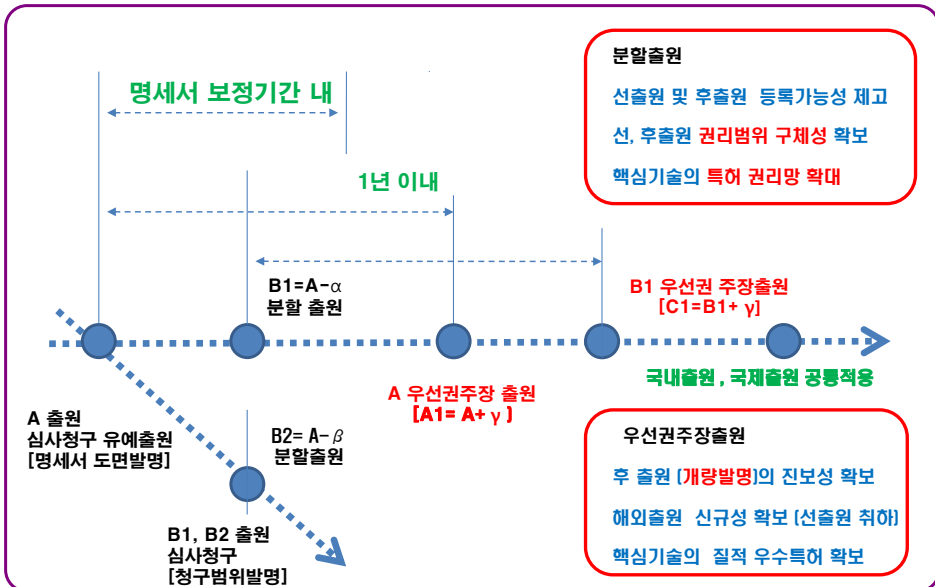 명세서 보정기간 내
1년 이내
분할출원
선출원 및 후출원 등록가능성 제고
선, 후출원 권리범위 구체성 확보
핵심기술의 특허 권리망 확대
B1=A-α
분할 출원
B1 우선권 주장출원
[C1=B1+ γ]
국내출원 , 국제출원 공통적용
A 우선권주장 출원
[A1= A+ γ ]
A 출원
심사청구 유예출원
[명세서 도면발명]
B2= A- β
분할출원
B1, B2 출원
심사청구
[청구범위발명]
우선권주장출원
후 출원 (개량발명)의 진보성 확보
해외출원 신규성 확보 (선출원 취하)
핵심기술의 질적 우수특허 확보